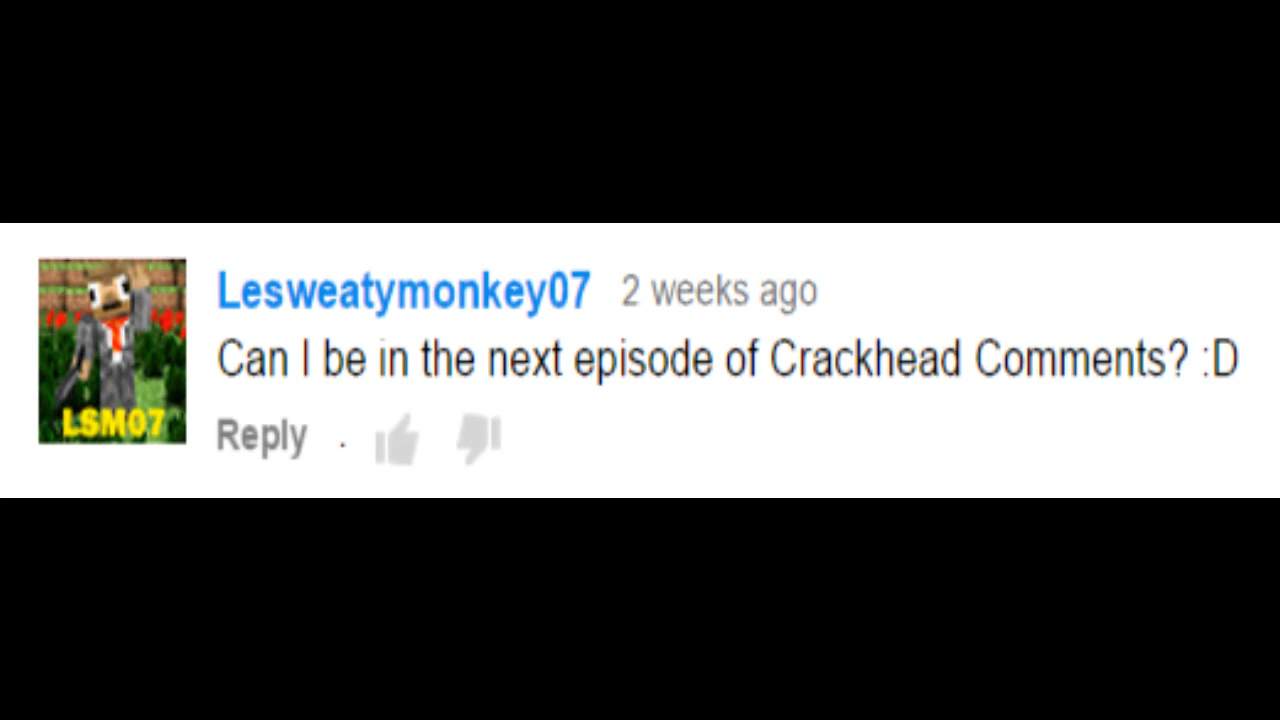 Lesweatymonkey07 2 weeks ago
Can I be in the next episode of Crackhead Comments? :D
LSM07
Reply .